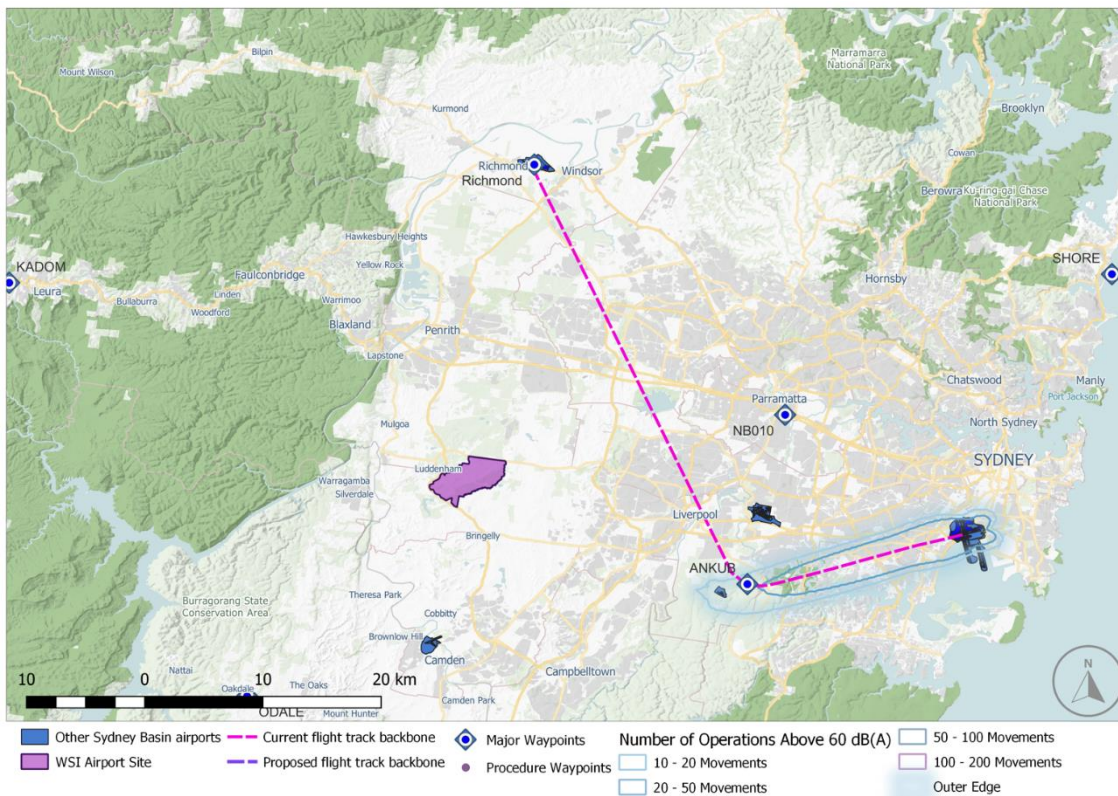 Bilpin
Mount Wilson
Marramarra
National Park
Kurmond
Brooklyn
Cowan
Richmond
Windsor
Richmond
Berowra
Ku-ring-gai Chase
National Park
Hawkesbury Heights
Yellow Rock
SHORE
KADOM
Faulconbridge
Hornsby
Leura
Linden
Bullaburra
Warrimoo
Woodford
Blaxland
Penrith
Lapstone
Chatswood
Manly
Parramatta
Port Jackson
Mulgoa
NB010
North Sydney
SYDNEY
Luddenham
Warragamba
Silverdale
Liverpool
Bringelly
ANKUB
Burragorang State
Conservation Area
Theresa Park
Cobbitty
Brownlow Hill
Camden
Nattai
Campbelltown
N
10 0 10 20 km
Oakdale
The Oaks
Camden Park
ODALE
Mount Hunter
Other Sydney Basin airports
Current flight track backbone
Major Waypoints
Number of Operations Above 60 dB(A)
50 - 100 Movements
WSI Airport Site
Proposed flight track backbone
Procedure Waypoints
10 - 20 Movements
100 - 200 Movements
20 - 50 Movements
Outer Edge